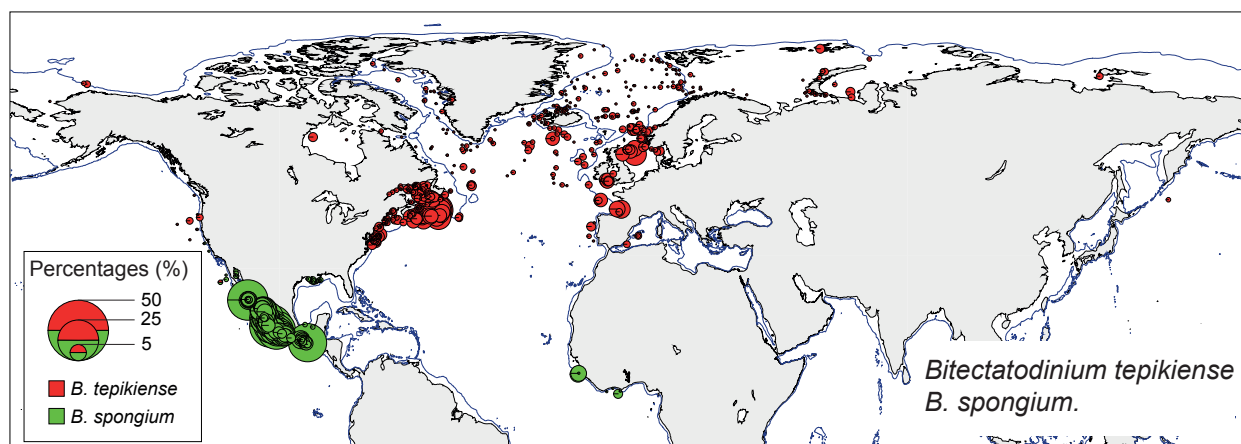 Percentages (%)
50
25
5
B. tepikiense
B. spongium
Bitectatodinium tepikiense
B. spongium.